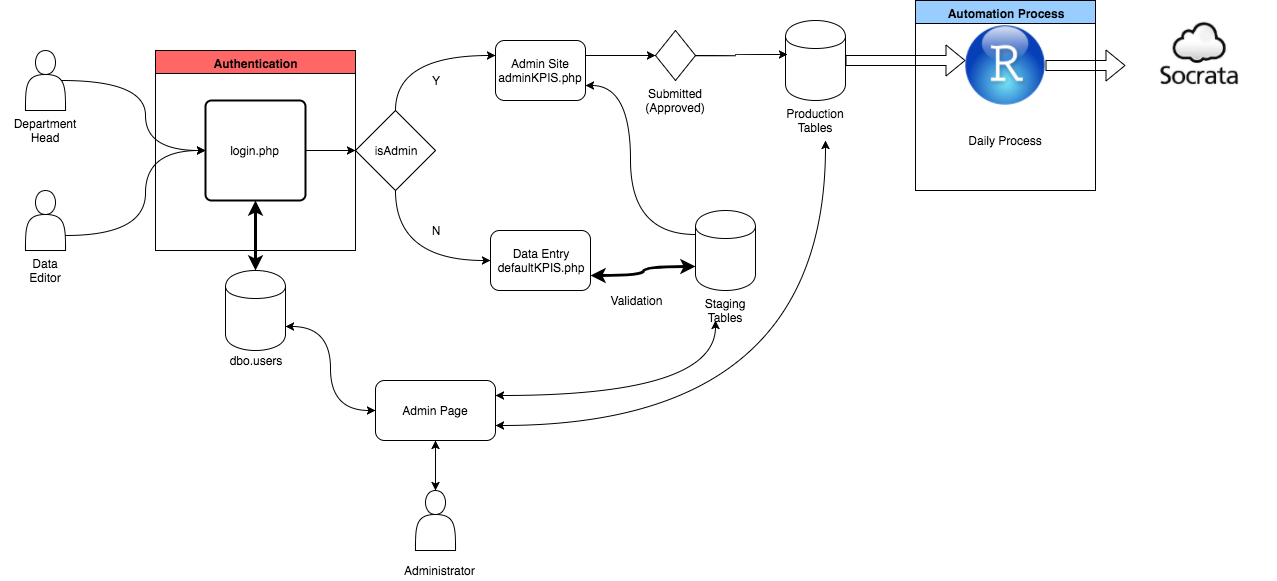 Automation Process
Authentication
Department
Head
login.php
isAdmin
Y
Admin Site
adminKPIS.php
Submitted
(Approved)
Production
Tables
R
Daily Process
Socrata
Data
Editor
N
Data Entry
defaultKPIS.php
Validation
Staging
Tables
dbo.users
Admin Page
Administrator